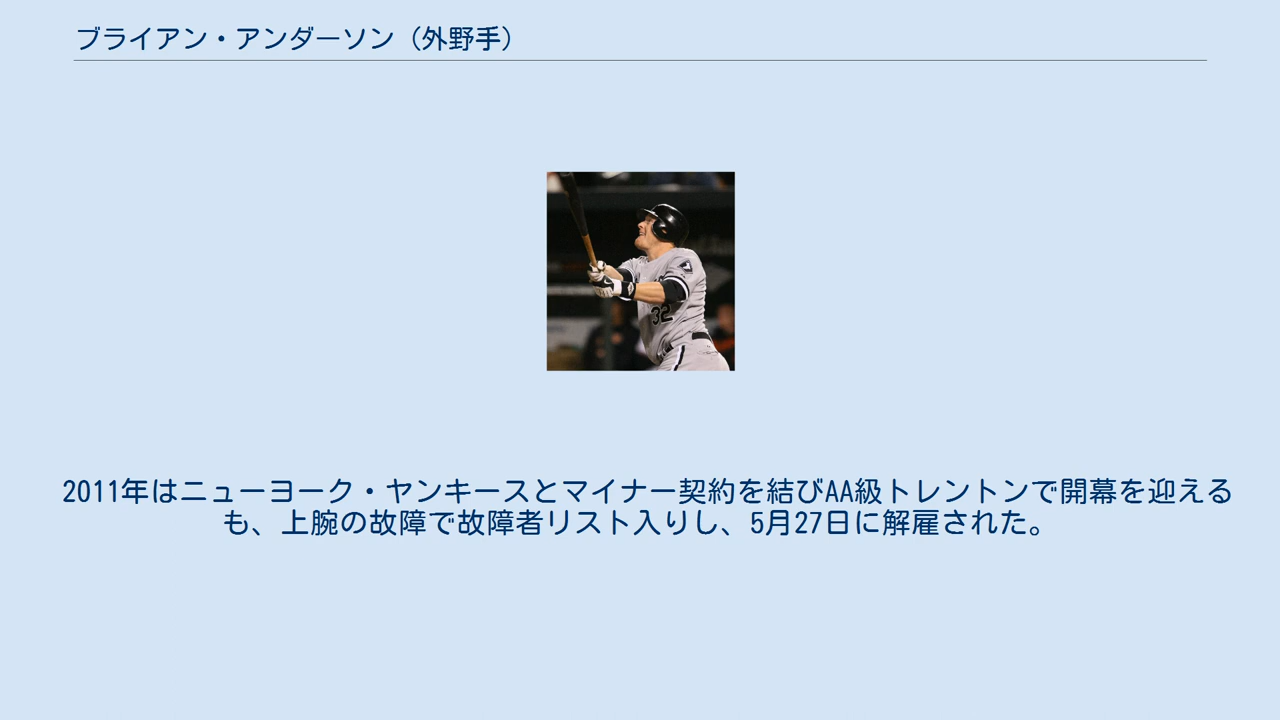 ブライアン・アンダーソン（外野手）
32
2011年はニューヨーク・ヤンキースとマイナー契約を結びAA級トレントンで開幕を迎える
も、上腕の故障で故障者リスト入りし、5月27日に解雇された。